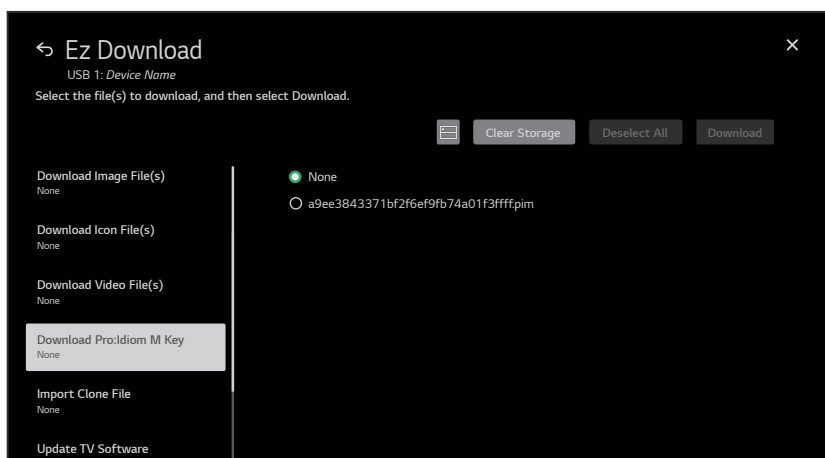 Ez Download
USB 1: Device Name
Select the file(s) to download, and then select Download.
Clear Storage
Deselect All
Download
Download Image File(s)
None
Download Icon File(s)
None
Download Video File(s)
None
Download Pro:Idiom M Key
None
Import Clone File
None
Update TV Software
None
a9ee3843371bf2f6ef9fb74a01f3ffff.pim